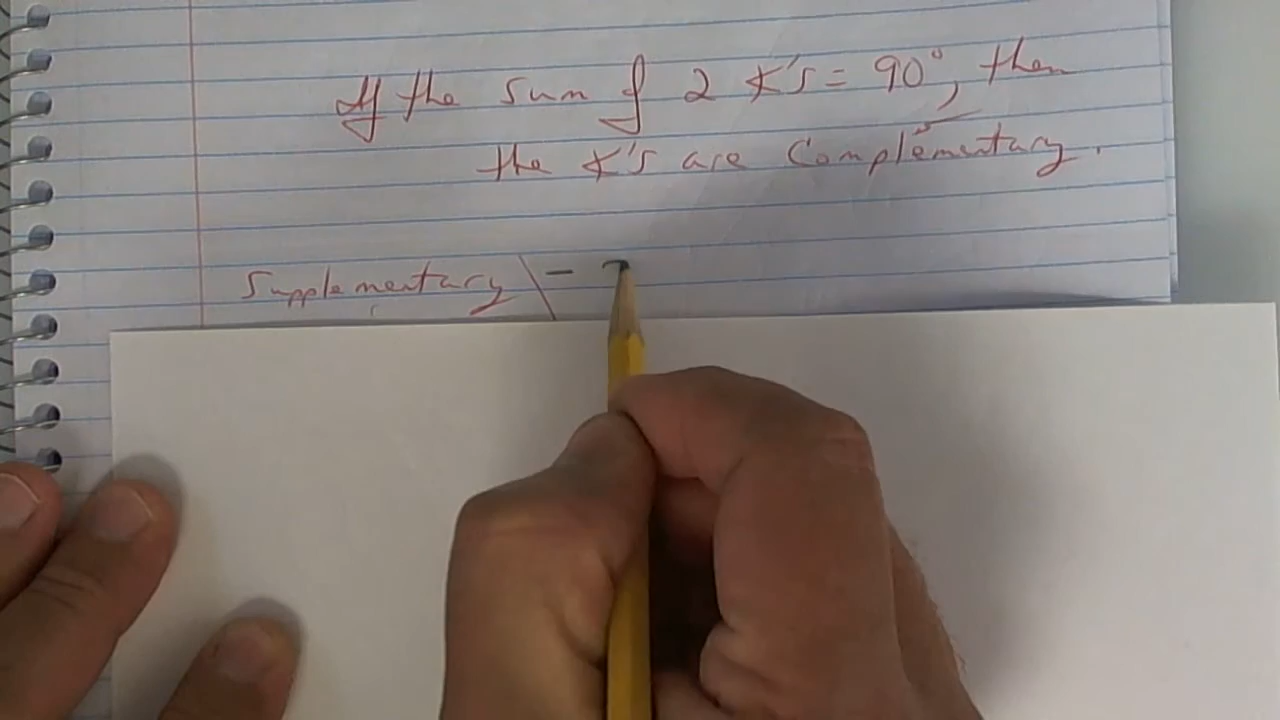 If the sum of 2 ∠'s = 90°, then
the ∠'s are Complementary.
Supplementary \ -